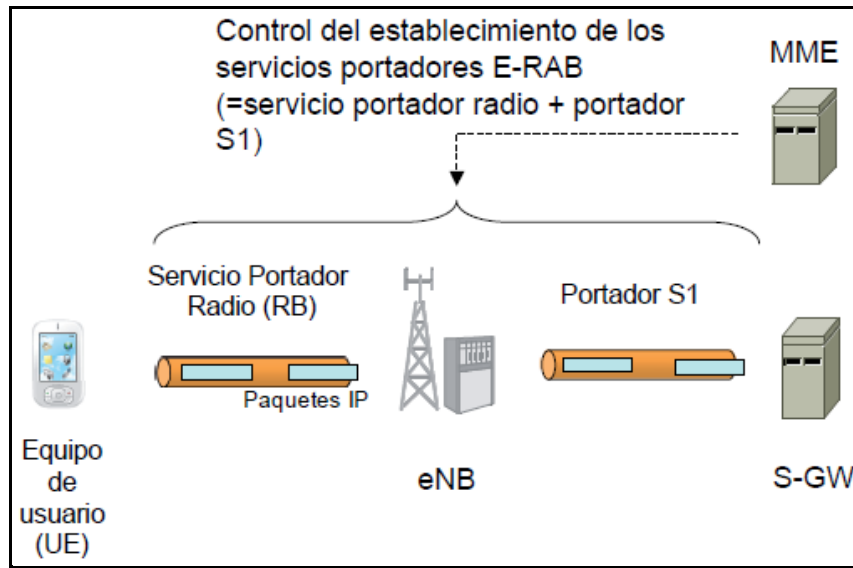 Control del establecimiento de los
servicios portadores E-RAB
(=servicio portador radio + portador
S1)
MME
Servicio Portador
Radio (RB)
Portador S1
Paquetes IP
Equipo
de
usuario
(UE)
eNB
S-GW